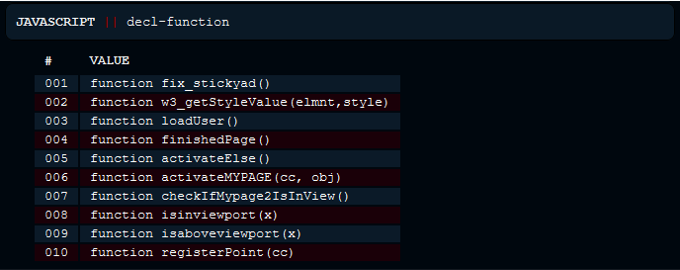 JAVASCRIPT || decl-function
# VALUE
001 function fix_stickyad()
002 function w3_getStyleValue(elmnt,style)
003 function loadUser()
004 function finishedPage()
005 function activateElse()
006 function activateMYPAGE(cc, obj)
007 function checkIfMypage2IsInView()
008 function isinviewport(x)
009 function isaboveviewport(x)
010 function registerPoint(cc)